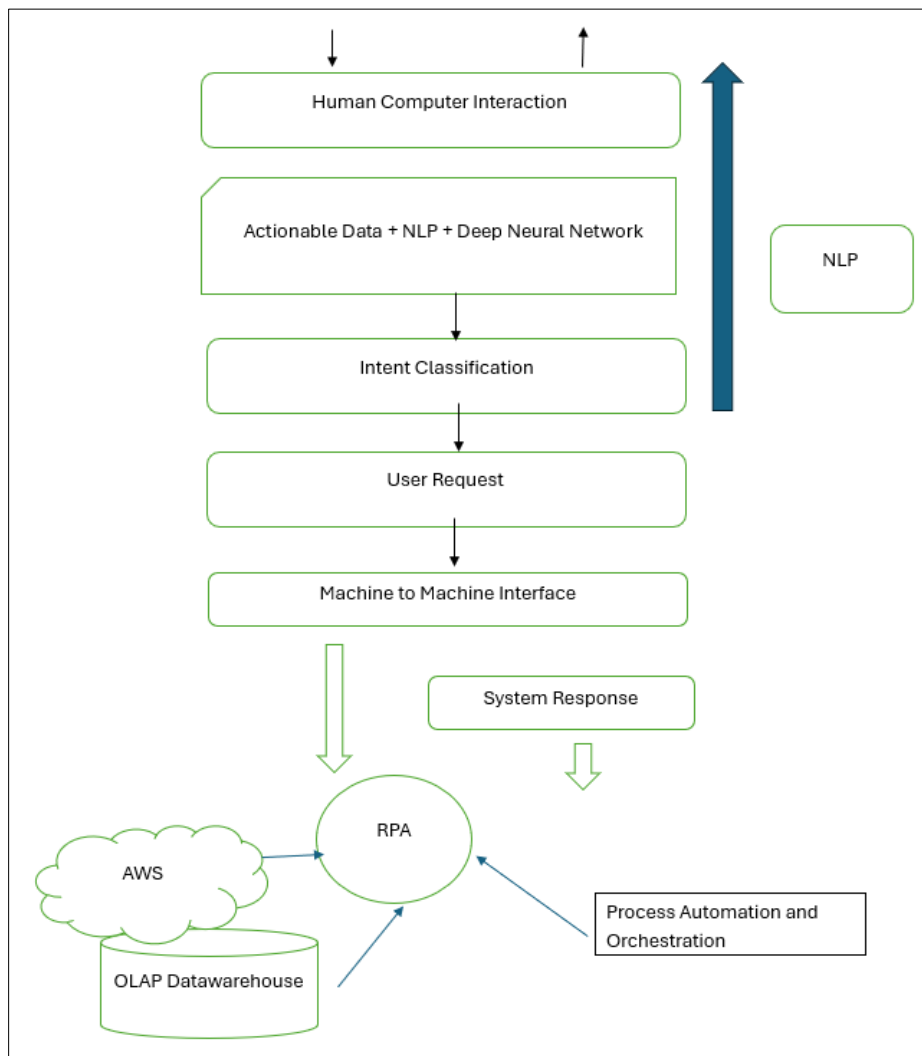 Human Computer Interaction
Actionable Data + NLP + Deep Neural Network
NLP
Intent Classification
User Request
Machine to Machine Interface
System Response
RPA
AWS
Process Automation and
Orchestration
OLAP Datawarehouse